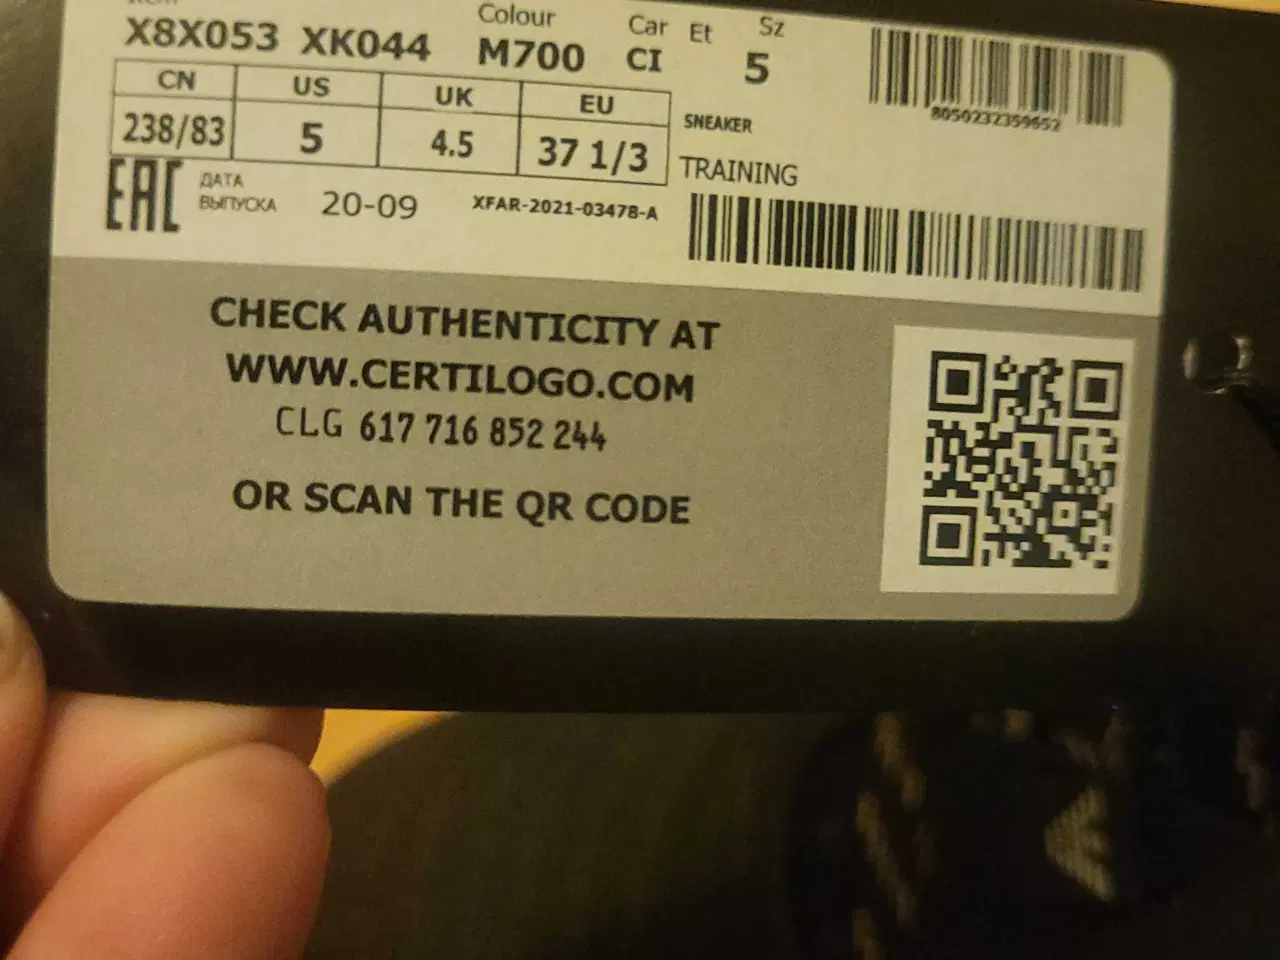 Colour Car Et Sz
X8X053 XK044 M700 CI 5
CN US UK EU
238/83 5 4.5 37 1/3
8050232359652
SNEAKER
TRAINING
EAC ДАТА
ВЫПУСКА 20-09 XFAR-2021-03478-A
CHECK AUTHENTICITY AT
WWW.CERTILOGO.COM
CLG 617 716 852 244
OR SCAN THE QR CODE